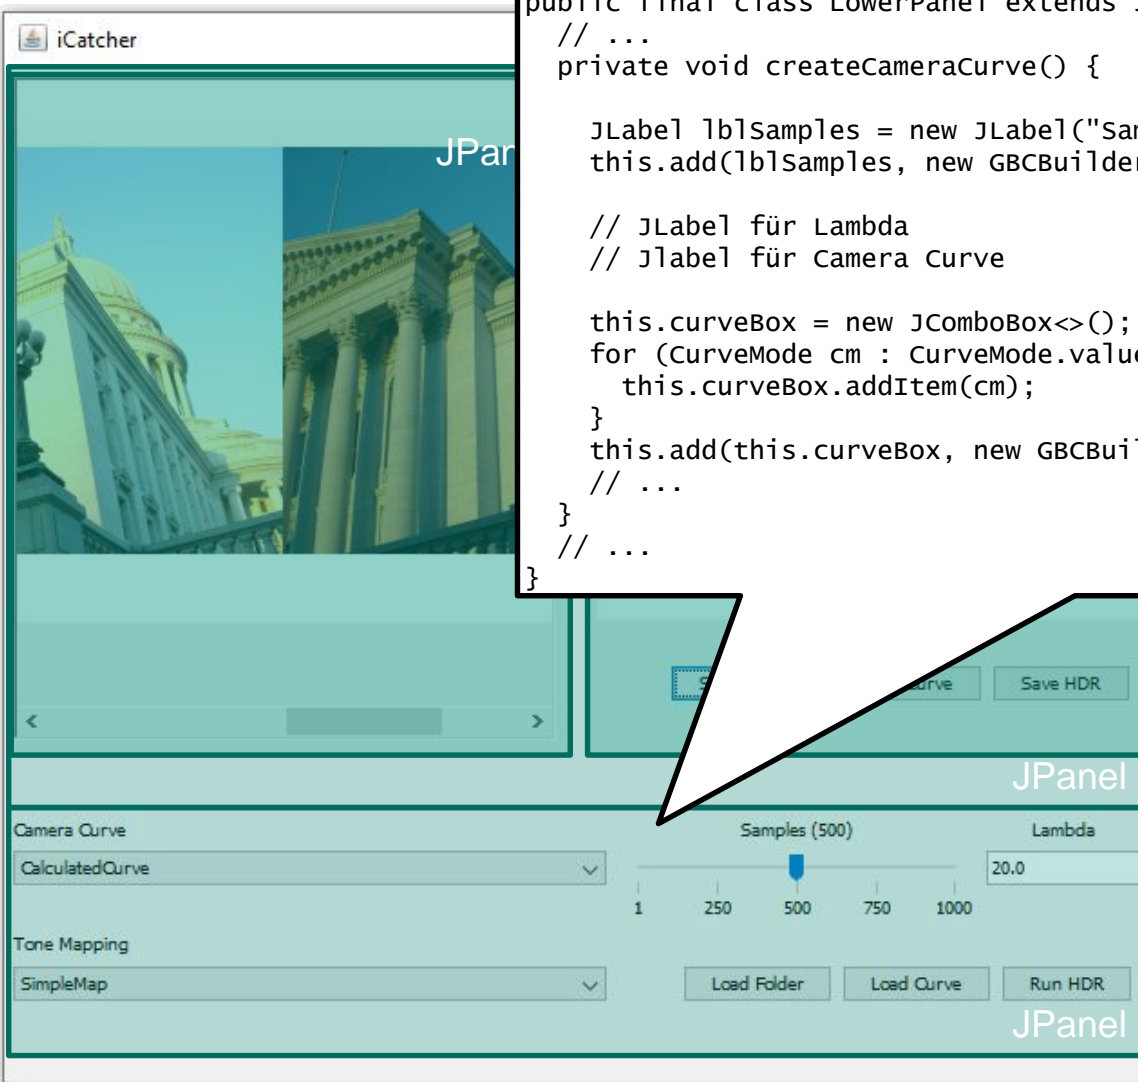 iCatcher
public final class LowerPanel extends
// ...
private void createCameraCurve() {
JLabel lblSamples = new JLabel("Sam
this.add(lblSamples, new GBCBuilder
// JLabel für Lambda
// Jlabel für Camera Curve
this.curveBox = new JComboBox<>();
for (CurveMode cm : CurveMode.value
this.curveBox.addItem(cm);
}
this.add(this.curveBox, new GBCBuil
// ...
}
// ...
}
JPan
Save HDR
JPanel
Camera Curve
Samples (500)
Lambda
CalculatedCurve
20.0
1 250 500 750 1000
Tone Mapping
SimpleMap
Load Folder
Load Curve
Run HDR
JPanel